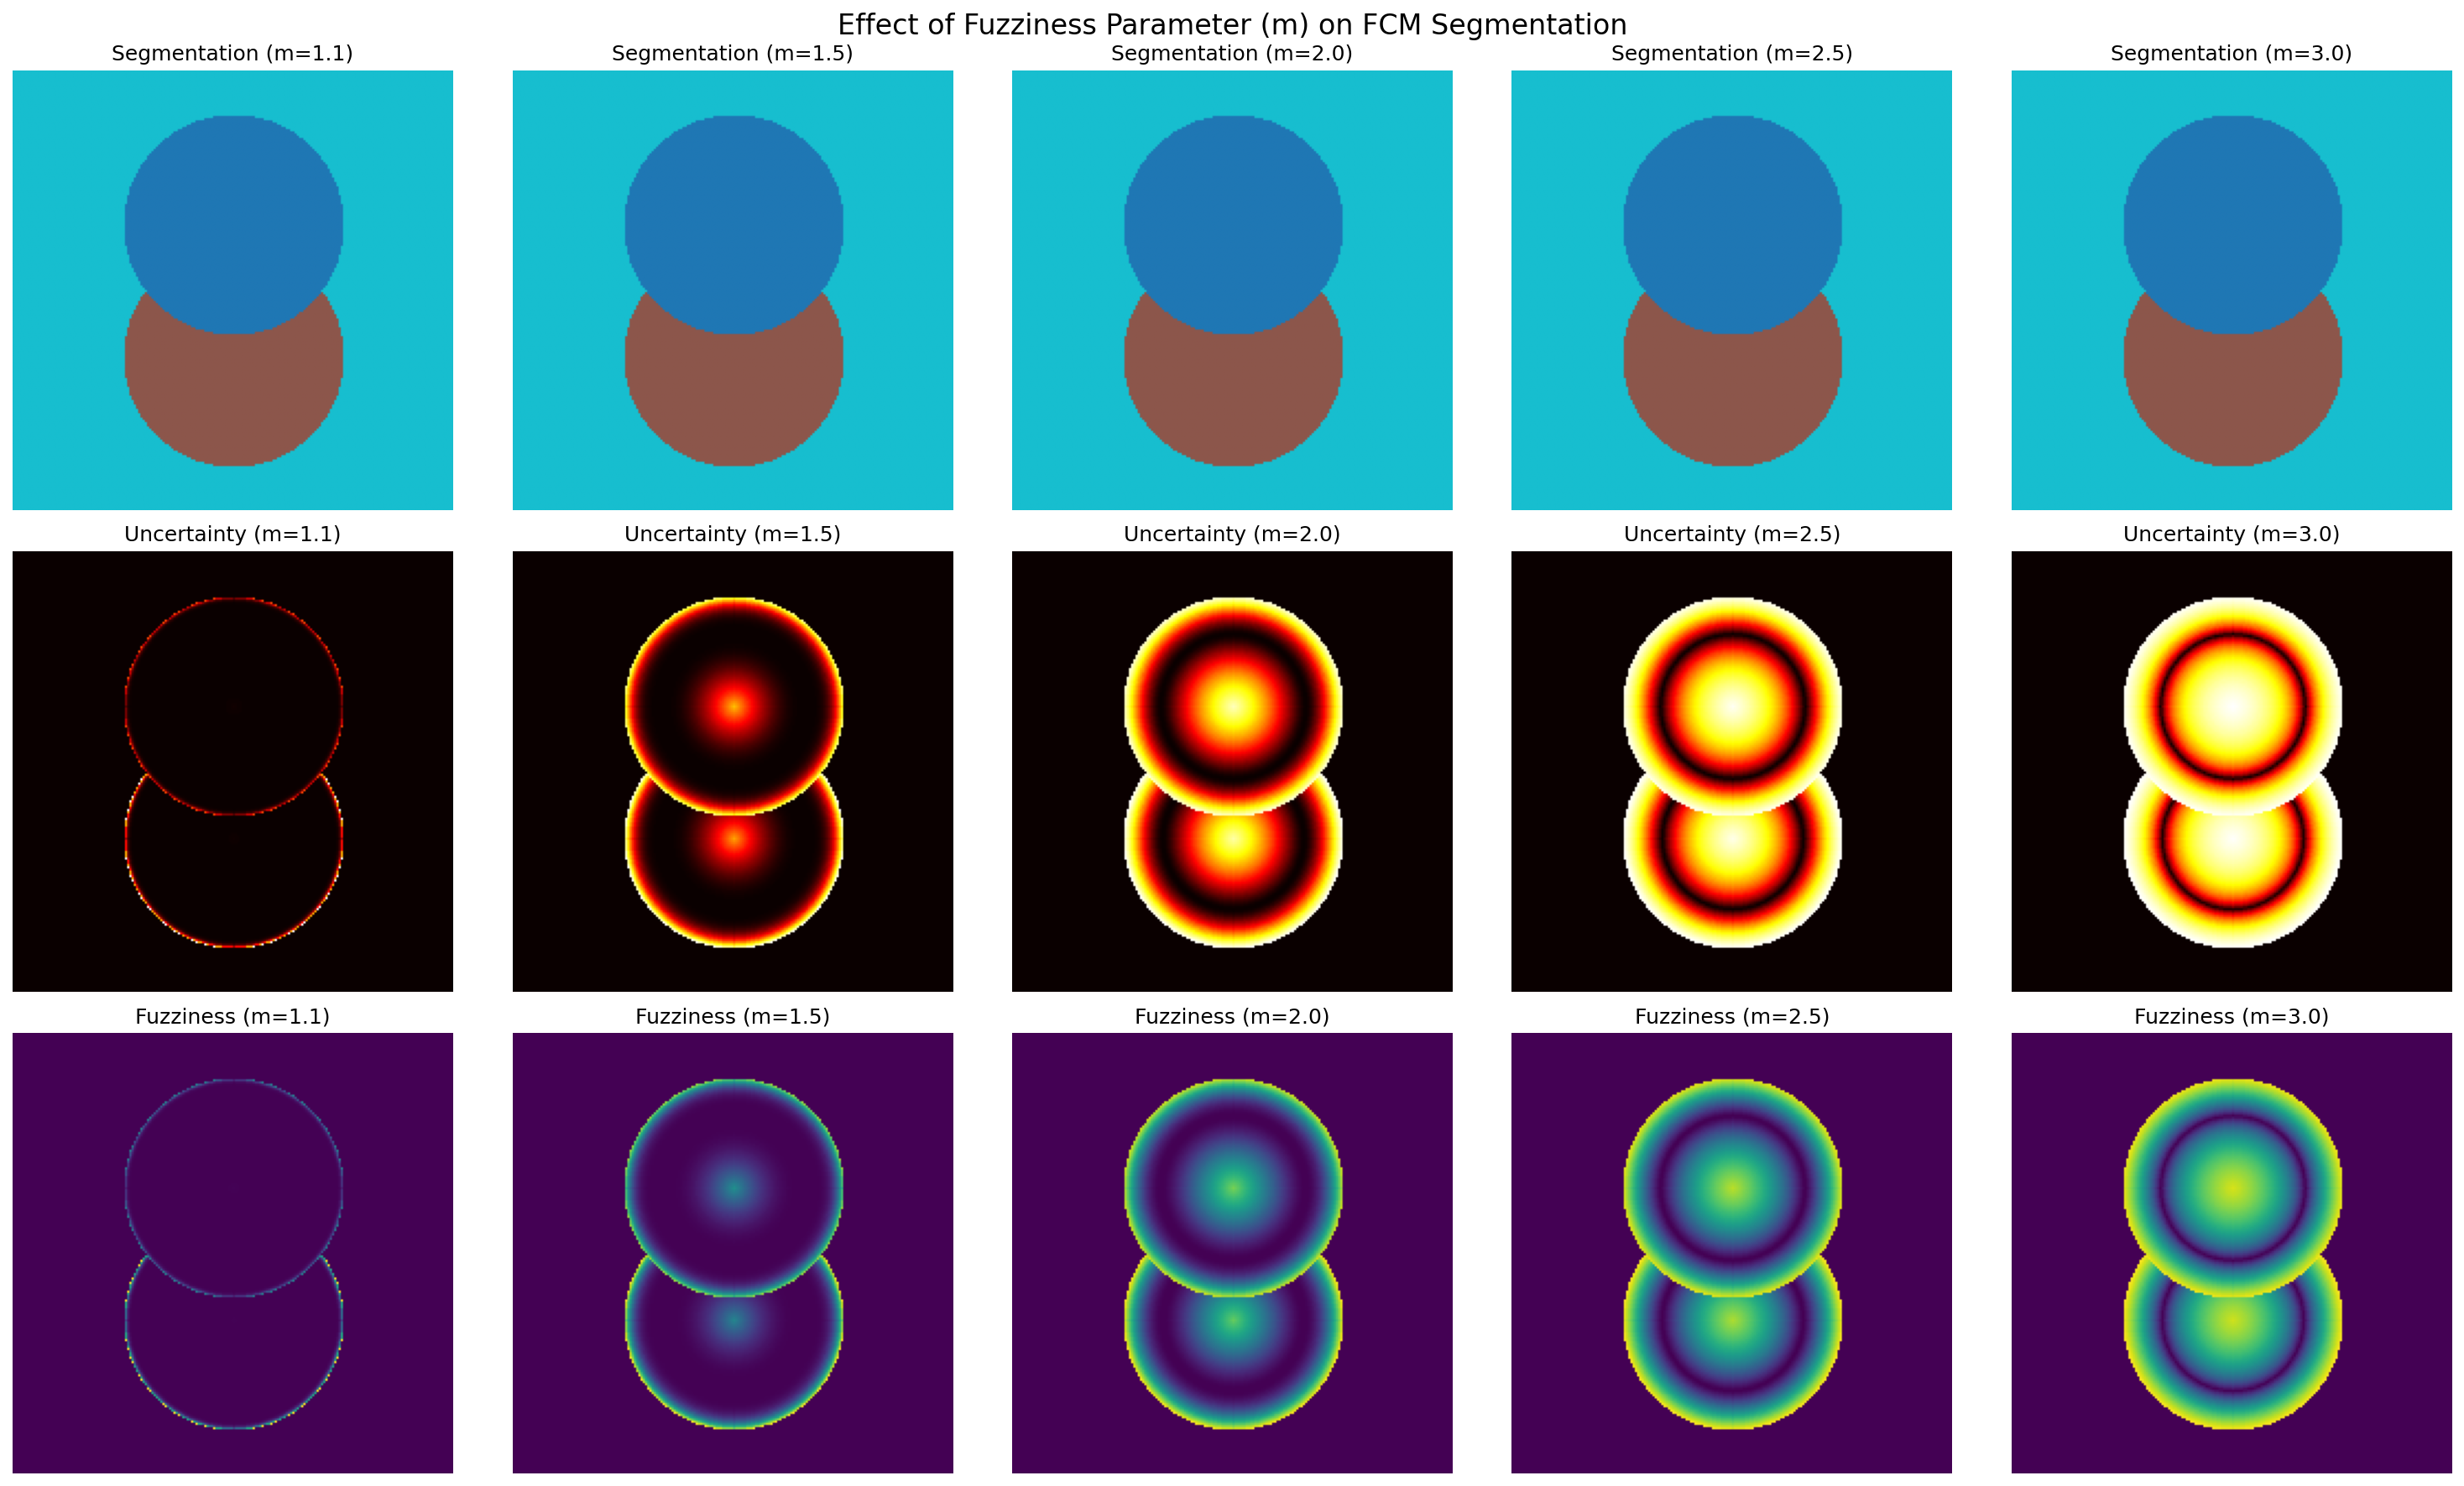 Effect of Fuzziness Parameter (m) on FCM Segmentation
Segmentation (m=1.1)
Segmentation (m=1.5)
Segmentation (m=2.0)
Segmentation (m=2.5)
Segmentation (m=3.0)
Uncertainty (m=1.1)
Uncertainty (m=1.5)
Uncertainty (m=2.0)
Uncertainty (m=2.5)
Uncertainty (m=3.0)
Fuzziness (m=1.1)
Fuzziness (m=1.5)
Fuzziness (m=2.0)
Fuzziness (m=2.5)
Fuzziness (m=3.0)